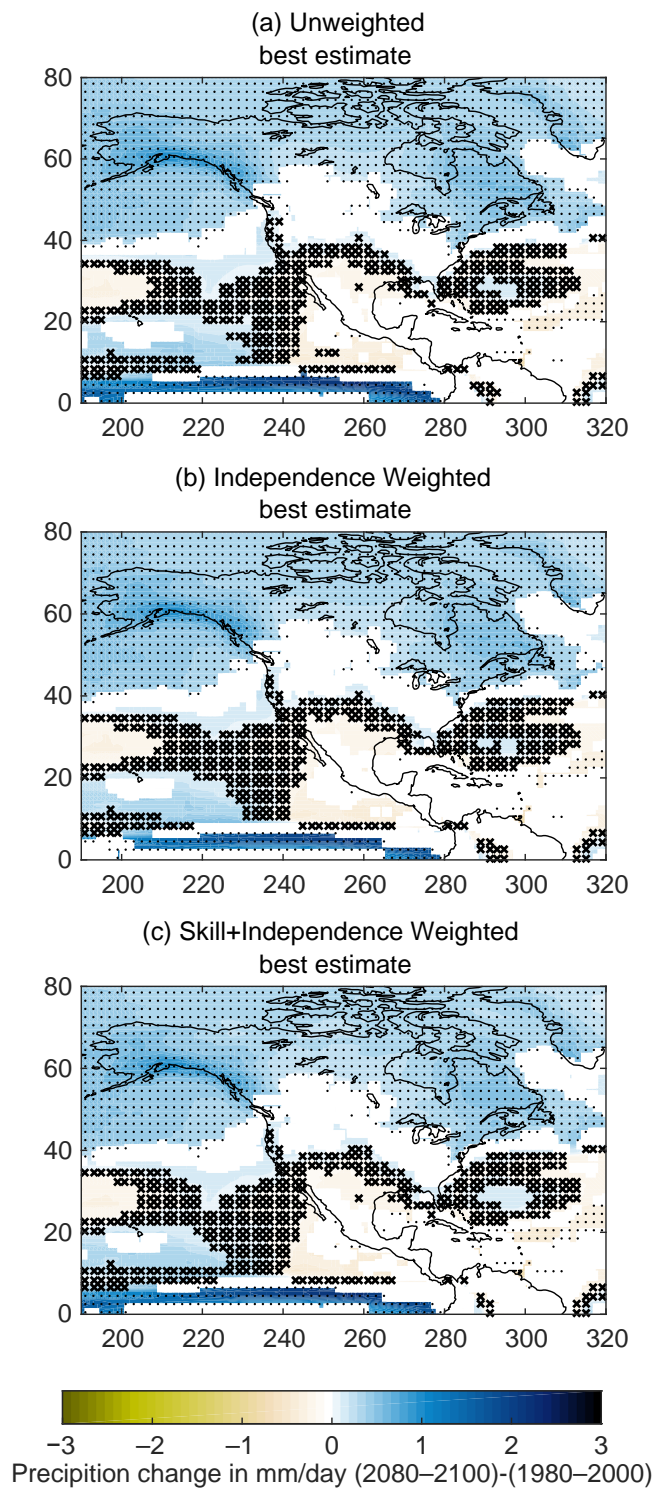 (a) Unweighted
best estimate
80
60
40
20
0
200 220 240 260 280 300 320
(b) Independence Weighted
best estimate
80
60
40
20
0
200 220 240 260 280 300 320
(c) Skill+Independence Weighted
best estimate
80
60
40
20
0
200 220 240 260 280 300 320
−3 −2 −1 0 1 2 3
Precipition change in mm/day (2080–2100)-(1980–2000)